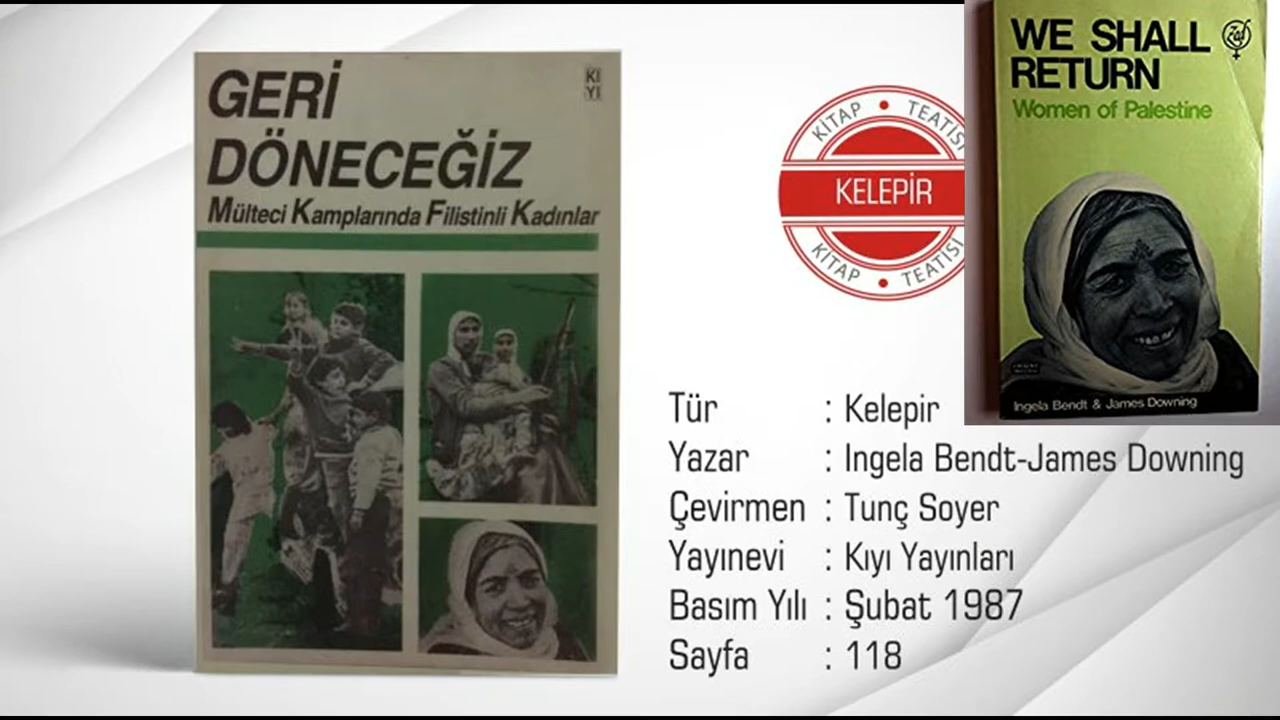 GERİ
DÖNECEĞİZ
Mülteci Kamplarında Filistinli Kadınlar
KI
YI
KİTAP • TEATİSİ
KELEPİR
KİTAP • TEATİSİ
WE SHALL
RETURN
Women of Palestine
Ingela Bendt & James Downing
Tür : Kelepir
Yazar : Ingela Bendt-James Downing
Çevirmen : Tunç Soyer
Yayınevi : Kıyı Yayınları
Basım Yılı : Şubat 1987
Sayfa : 118